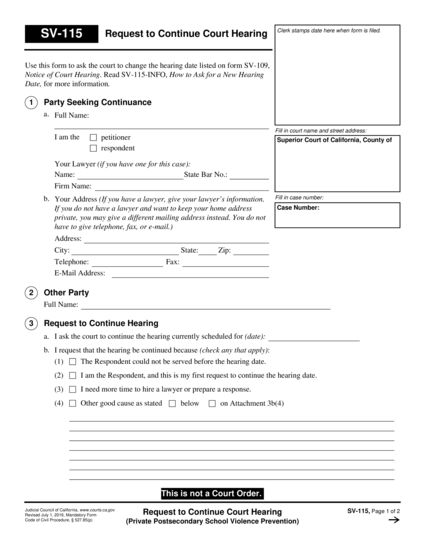 SV-115
Request to Continue Court Hearing
Clerk stamps date here when form is filed.
Use this form to ask the court to change the hearing date listed on form SV-109,
Notice of Court Hearing. Read SV-115-INFO, How to Ask for a New Hearing
Date, for more information.
1 Party Seeking Continuance
a. Full Name:
I am the petitioner
respondent
Your Lawyer (if you have one for this case):
Name: State Bar No.:
Firm Name:
Fill in court name and street address:
Superior Court of California, County of
b. Your Address (If you have a lawyer, give your lawyer's information.
If you do not have a lawyer and want to keep your home address
private, you may give a different mailing address instead. You do not
have to give telephone, fax, or e-mail.)
Address:
City: State: Zip:
Telephone: Fax:
E-Mail Address:
Fill in case number:
Case Number:
2 Other Party
Full Name:
3 Request to Continue Hearing
a. I ask the court to continue the hearing currently scheduled for (date):
b. I request that the hearing be continued because (check any that apply):
(1) The Respondent could not be served before the hearing date.
(2) I am the Respondent, and this is my first request to continue the hearing date.
(3) I need more time to hire a lawyer or prepare a response.
(4) Other good cause as stated below on Attachment 3b(4)
This is not a Court Order.
Judicial Council of California, www.courts.ca.gov
Revised July 1, 2016, Mandatory Form
Code of Civil Procedure, § 527.85(p)
Request to Continue Court Hearing
(Private Postsecondary School Violence Prevention)
SV-115, Page 1 of 2